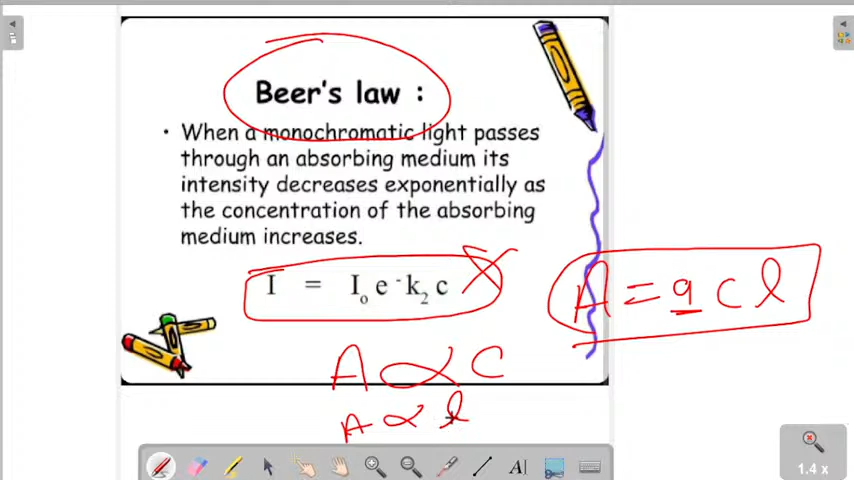 Beer's law :
• When a monochromatic light passes
through an absorbing medium its
intensity decreases exponentially as
the concentration of the absorbing
medium increases.
I = I₀ e ⁻k₂ c
A = a c l
A ∝ c
A ∝ l
A
1.4 x